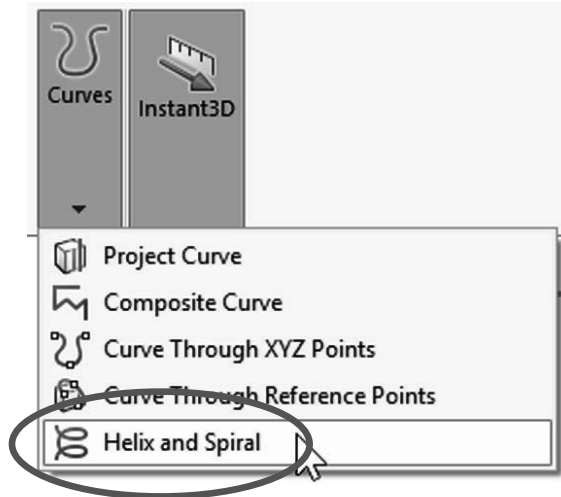 Curves
Instant3D
Project Curve
Composite Curve
Curve Through XYZ Points
Curve Through Reference Points
Helix and Spiral